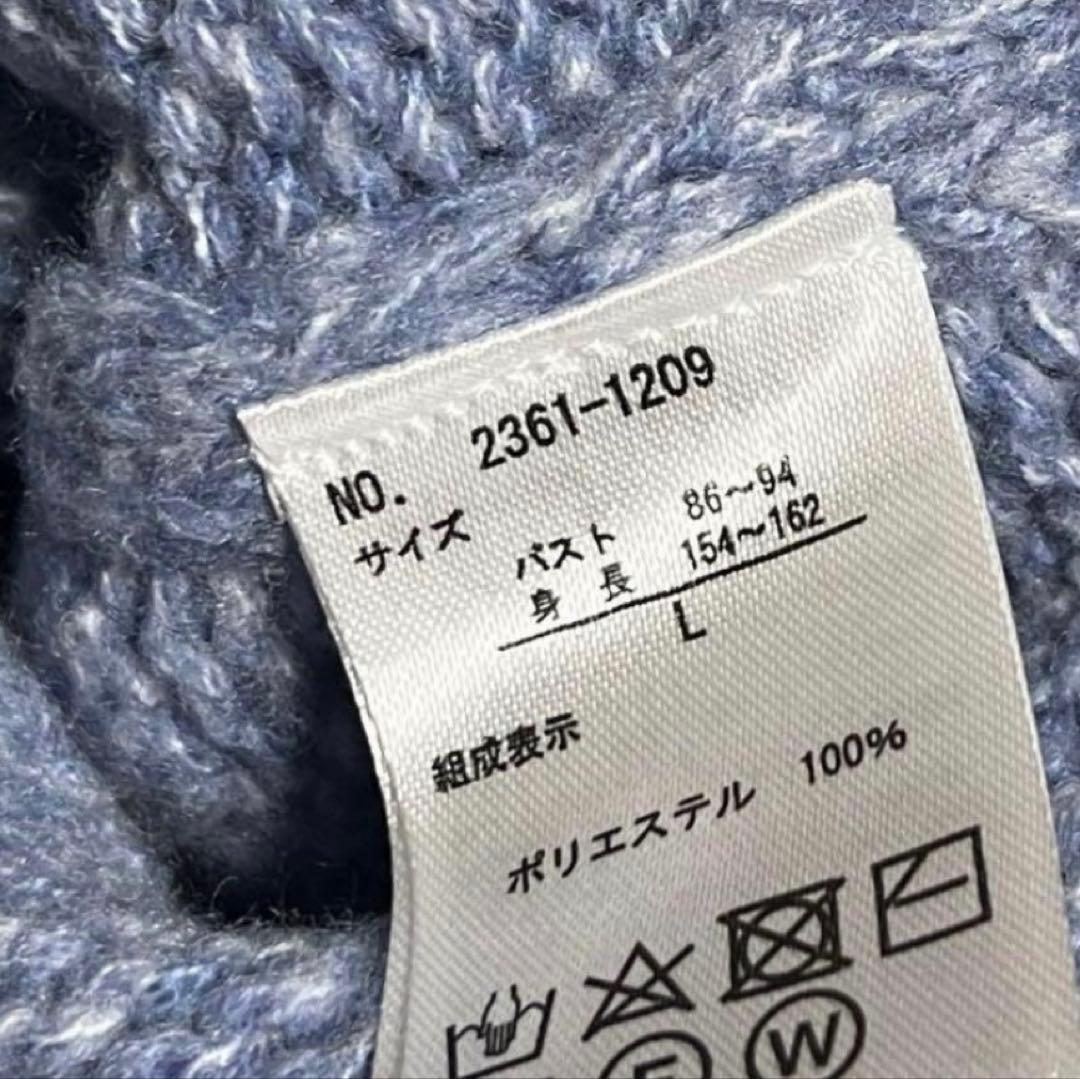 NO. 2361-1209
サイズ
バスト 86～94
身長 154～162
L
組成表示
ポリエステル 100%
F W